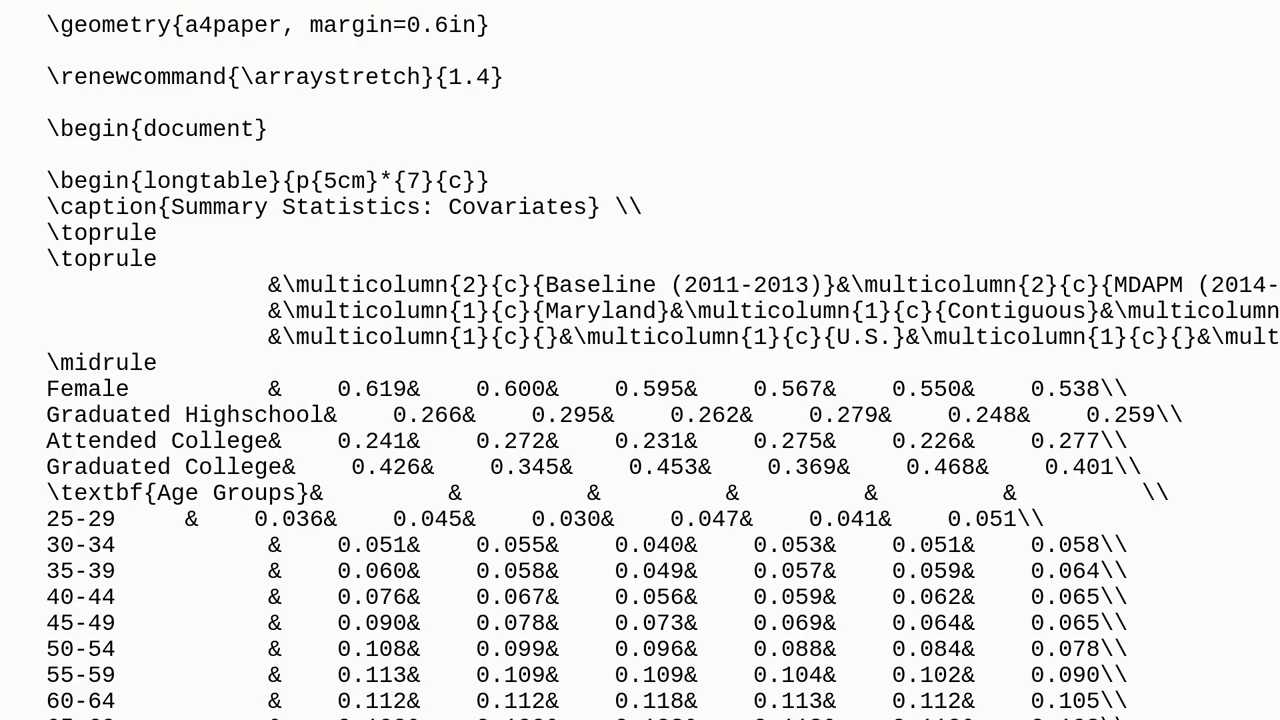 \geometry{a4paper, margin=0.6in}
\renewcommand{\arraystretch}{1.4}
\begin{document}
\begin{longtable}{p{5cm}*{7}{c}}
\caption{Summary Statistics: Covariates} \\
\toprule
\toprule
&\multicolumn{2}{c}{Baseline (2011-2013)}&\multicolumn{2}{c}{MDAPM (2014-
&\multicolumn{1}{c}{Maryland}&\multicolumn{1}{c}{Contiguous}&\multicolumn
&\multicolumn{1}{c}{}&\multicolumn{1}{c}{U.S.}&\multicolumn{1}{c}{}&\mult
\midrule
Female & 0.619& 0.600& 0.595& 0.567& 0.550& 0.538\\
Graduated Highschool& 0.266& 0.295& 0.262& 0.279& 0.248& 0.259\\
Attended College& 0.241& 0.272& 0.231& 0.275& 0.226& 0.277\\
Graduated College& 0.426& 0.345& 0.453& 0.369& 0.468& 0.401\\
\textbf{Age Groups}& & & & & & \\
25-29 & 0.036& 0.045& 0.030& 0.047& 0.041& 0.051\\
30-34 & 0.051& 0.055& 0.040& 0.053& 0.051& 0.058\\
35-39 & 0.060& 0.058& 0.049& 0.057& 0.059& 0.064\\
40-44 & 0.076& 0.067& 0.056& 0.059& 0.062& 0.065\\
45-49 & 0.090& 0.078& 0.073& 0.069& 0.064& 0.065\\
50-54 & 0.108& 0.099& 0.096& 0.088& 0.084& 0.078\\
55-59 & 0.113& 0.109& 0.109& 0.104& 0.102& 0.090\\
60-64 & 0.112& 0.112& 0.118& 0.113& 0.112& 0.105\\